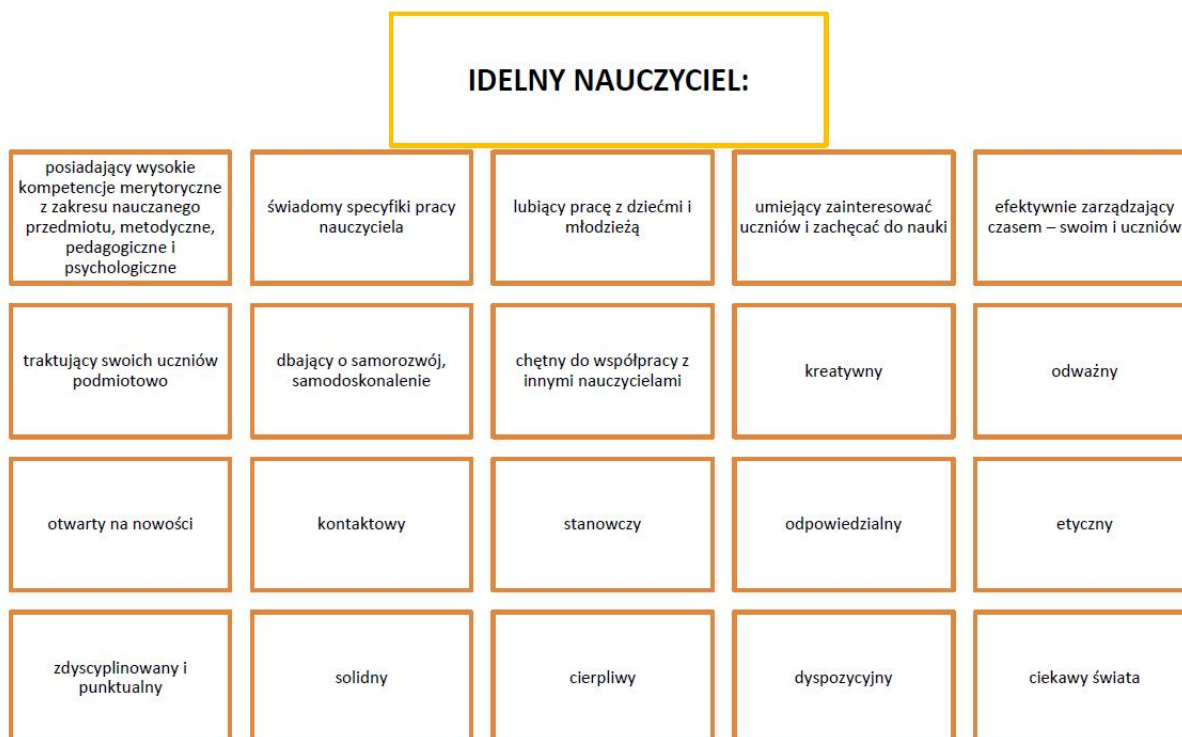 IDELNY NAUCZYCIEL:
posiadający wysokie
kompetencje merytoryczne
z zakresu nauczanego
przedmiotu, metodyczne,
pedagogiczne i
psychologiczne
świadomy specyfiki pracy
nauczyciela
lubiący pracę z dziećmi i
młodzieżą
umiejący zainteresować
uczniów i zachęcać do nauki
efektywnie zarządzający
czasem – swoim i uczniów
traktujący swoich uczniów
podmiotowo
dbający o samorozwój,
samodoskonalenie
chętny do współpracy z
innymi nauczycielami
kreatywny
odważny
otwarty na nowości
kontaktowy
stanowczy
odpowiedzialny
etyczny
zdyscyplinowany i
punktualny
solidny
cierpliwy
dyspozycyjny
ciekawy świata